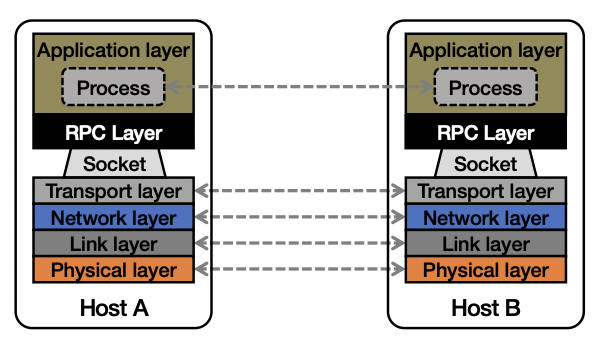 Application layer
Process
RPC Layer
Socket
Transport layer
Network layer
Link layer
Physical layer
Host A
Application layer
Process
RPC Layer
Socket
Transport layer
Network layer
Link layer
Physical layer
Host B